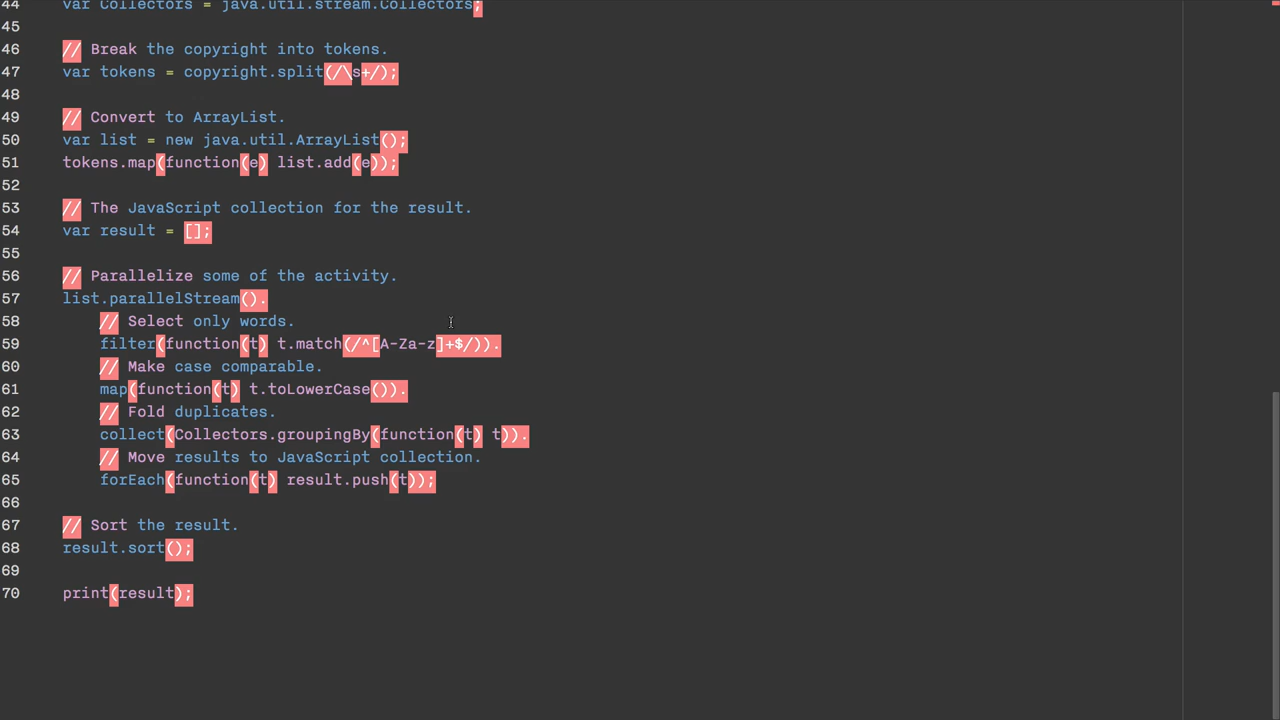 44 var Collectors = java.util.stream.Collectors;
45
46 // Break the copyright into tokens.
47 var tokens = copyright.split(/\s+/);
48
49 // Convert to ArrayList.
50 var list = new java.util.ArrayList();
51 tokens.map(function(e) list.add(e));
52
53 // The JavaScript collection for the result.
54 var result = [];
55
56 // Parallelize some of the activity.
57 list.parallelStream().
58 // Select only words.
59 filter(function(t) t.match(/^[A-Za-z]+$/)).
60 // Make case comparable.
61 map(function(t) t.toLowerCase()).
62 // Fold duplicates.
63 collect(Collectors.groupingBy(function(t) t)).
64 // Move results to JavaScript collection.
65 forEach(function(t) result.push(t));
66
67 // Sort the result.
68 result.sort();
69
70 print(result);